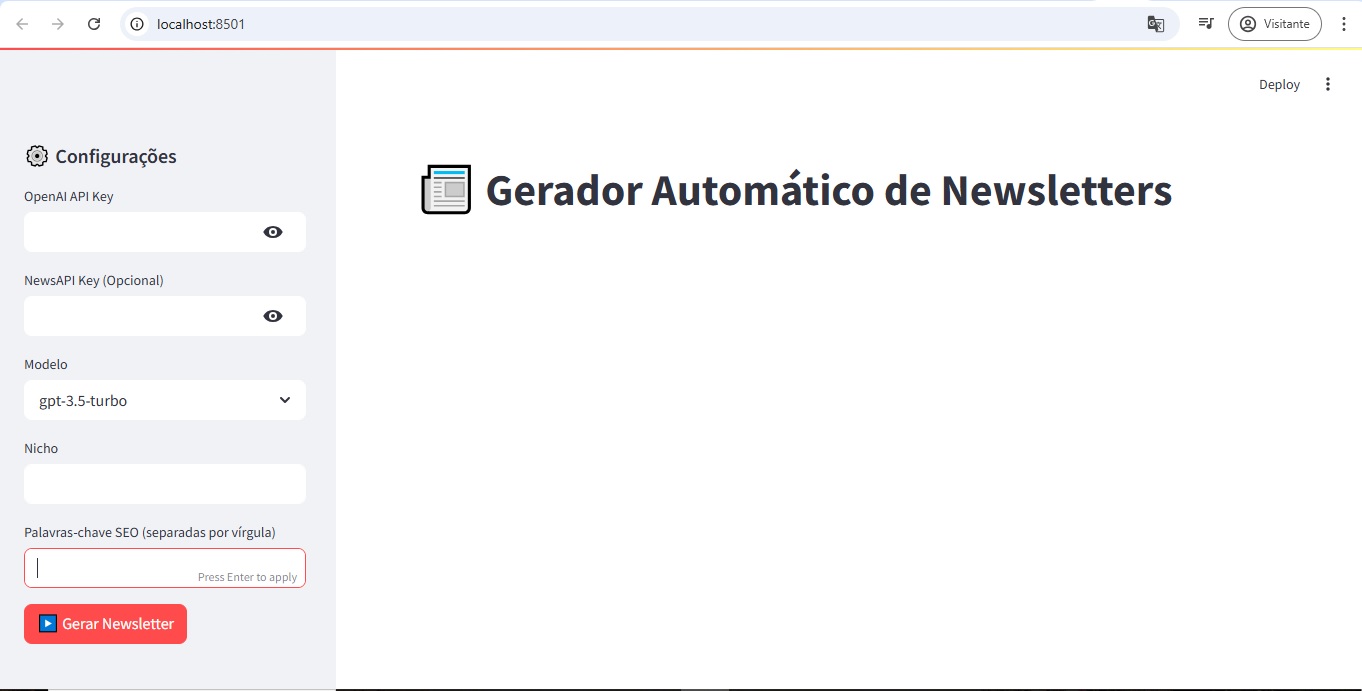 localhost:8501
Visitante
Deploy
Configurações
OpenAI API Key
NewsAPI Key (Opcional)
Modelo
gpt-3.5-turbo
Nicho
Palavras-chave SEO (separadas por vírgula)
Press Enter to apply
Gerar Newsletter
Gerador Automático de Newsletters